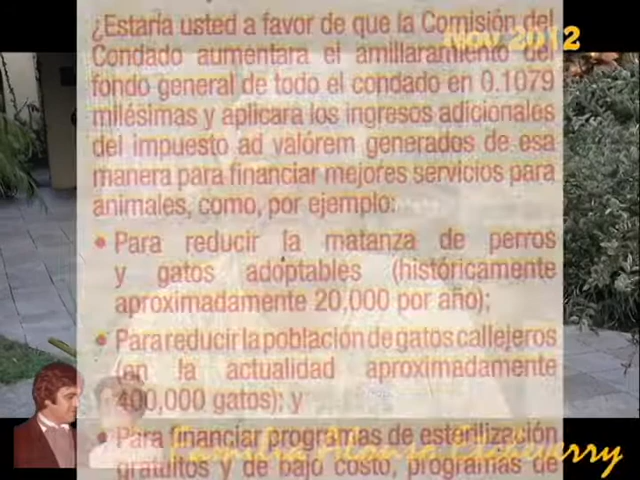 ¿Estaría usted a favor de que la Comisión del
Condado aumentara el amillaramiento del
fondo general de todo el condado en 0.1079
milésimas y aplicara los ingresos adicionales
del impuesto ad valórem generados de esa
manera para financiar mejores servicios para
animales, como, por ejemplo:
• Para reducir la matanza de perros
y gatos adoptables (históricamente
aproximadamente 20,000 por año);
• Para reducir la población de gatos callejeros
(en la actualidad aproximadamente
400,000 gatos); y
• Para financiar programas de esterilización
gratuitos y de bajo costo, programas de
Nov 2012
Familia Alonso Echeverry